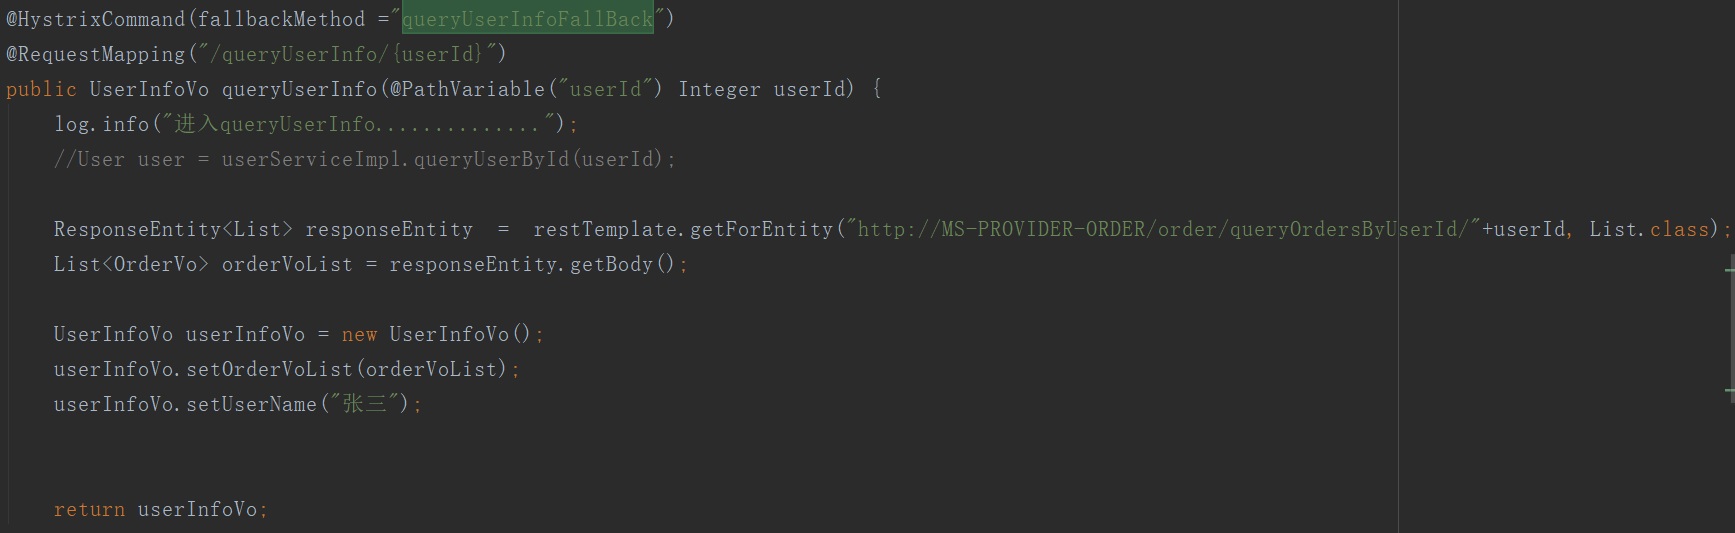 @HystrixCommand(fallbackMethod ="queryUserInfoFallBack")
@RequestMapping("/queryUserInfo/{userId}")
public UserInfoVo queryUserInfo(@PathVariable("userId") Integer userId) {
    log.info("进入queryUserInfo..............");
    //User user = userServiceImpl.queryUserById(userId);
    ResponseEntity<List> responseEntity  =  restTemplate.getForEntity("http://MS-PROVIDER-ORDER/order/queryOrdersByUserId/"+userId, List.class);
    List<OrderVo> orderVoList = responseEntity.getBody();
    UserInfoVo userInfoVo = new UserInfoVo();
    userInfoVo.setOrderVoList(orderVoList);
    userInfoVo.setUserName("张三");
    return userInfoVo;